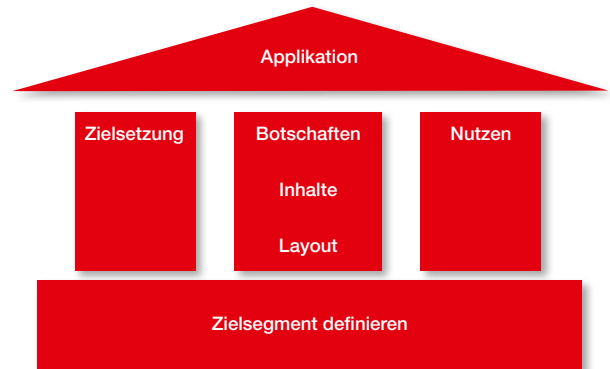 Applikation
Zielsetzung
Botschaften
Nutzen
Inhalte
Layout
Zielsegment definieren